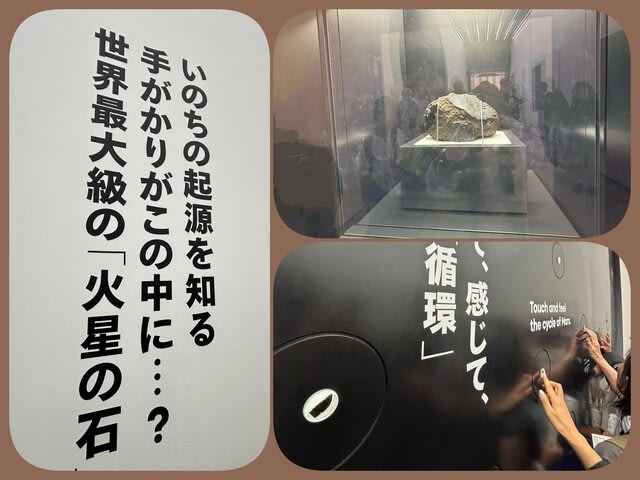 いのちの起源を知る
手がかりがこの中に…?
世界最大級の「火星の石
て、感じて、
循環」
Touch and feel
the cycle of Mars.